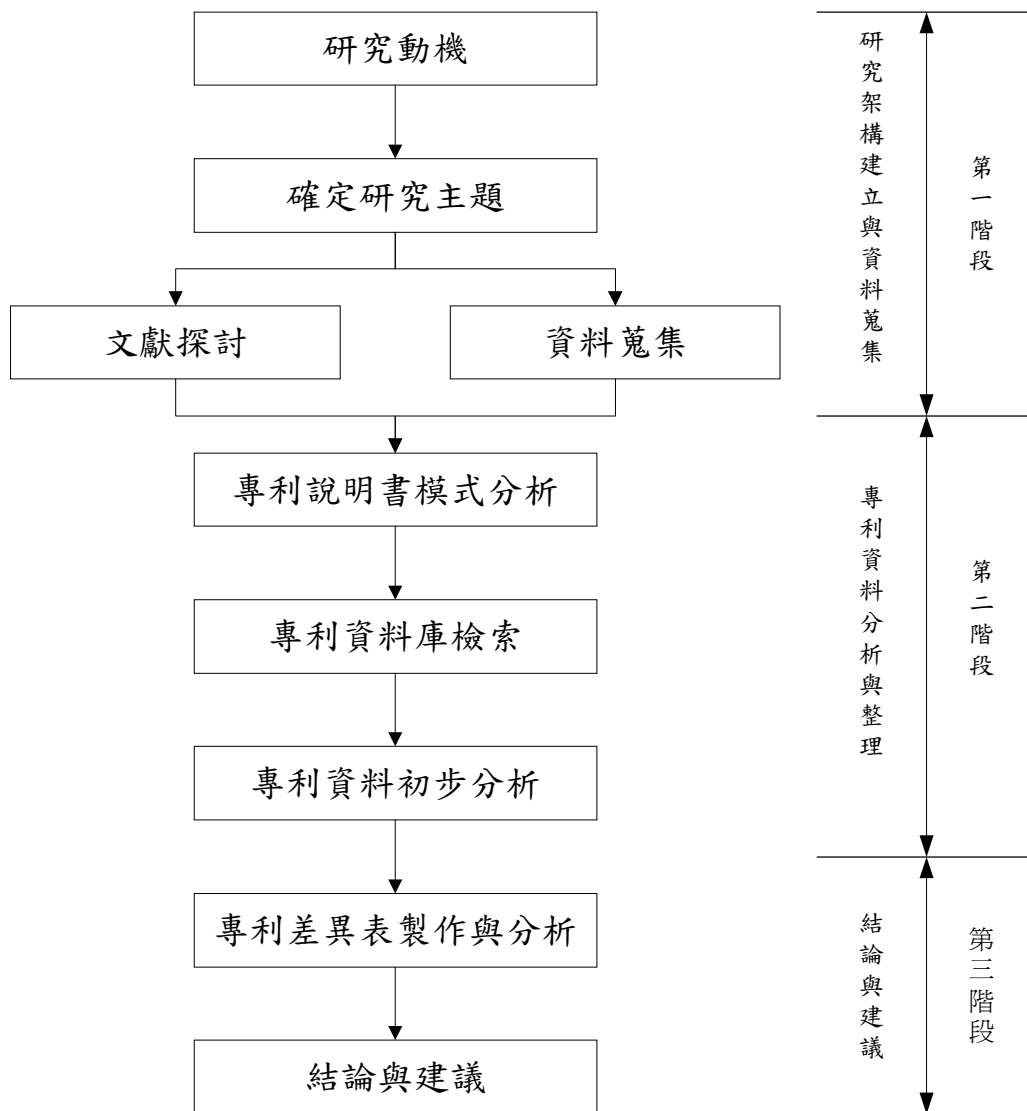 研究動機
確定研究主題
文獻探討
資料蒐集
專利說明書模式分析
專利資料庫檢索
專利資料初步分析
專利差異表製作與分析
結論與建議
研究架構建立與資料蒐集
第一階段
專利資料分析與整理
第二階段
結論與建議
第三階段